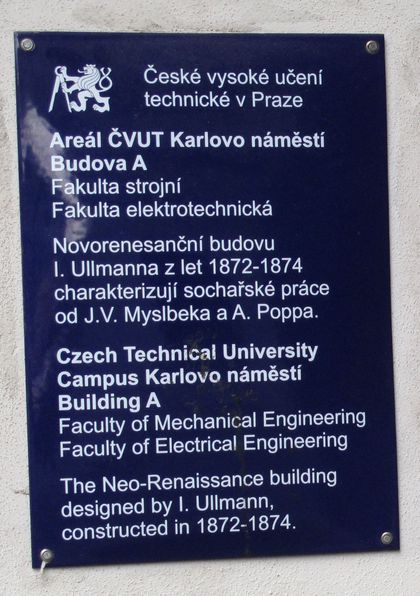 České vysoké učení
technické v Praze
Areál ČVUT Karlovo náměstí
Budova A
Fakulta strojní
Fakulta elektrotechnická
Novorenesanční budovu
I. Ullmanna z let 1872-1874
charakterizují sochařské práce
od J.V. Myslbeka a A. Poppa.
Czech Technical University
Campus Karlovo náměstí
Building A
Faculty of Mechanical Engineering
Faculty of Electrical Engineering
The Neo-Renaissance building
designed by I. Ullmann,
constructed in 1872-1874.